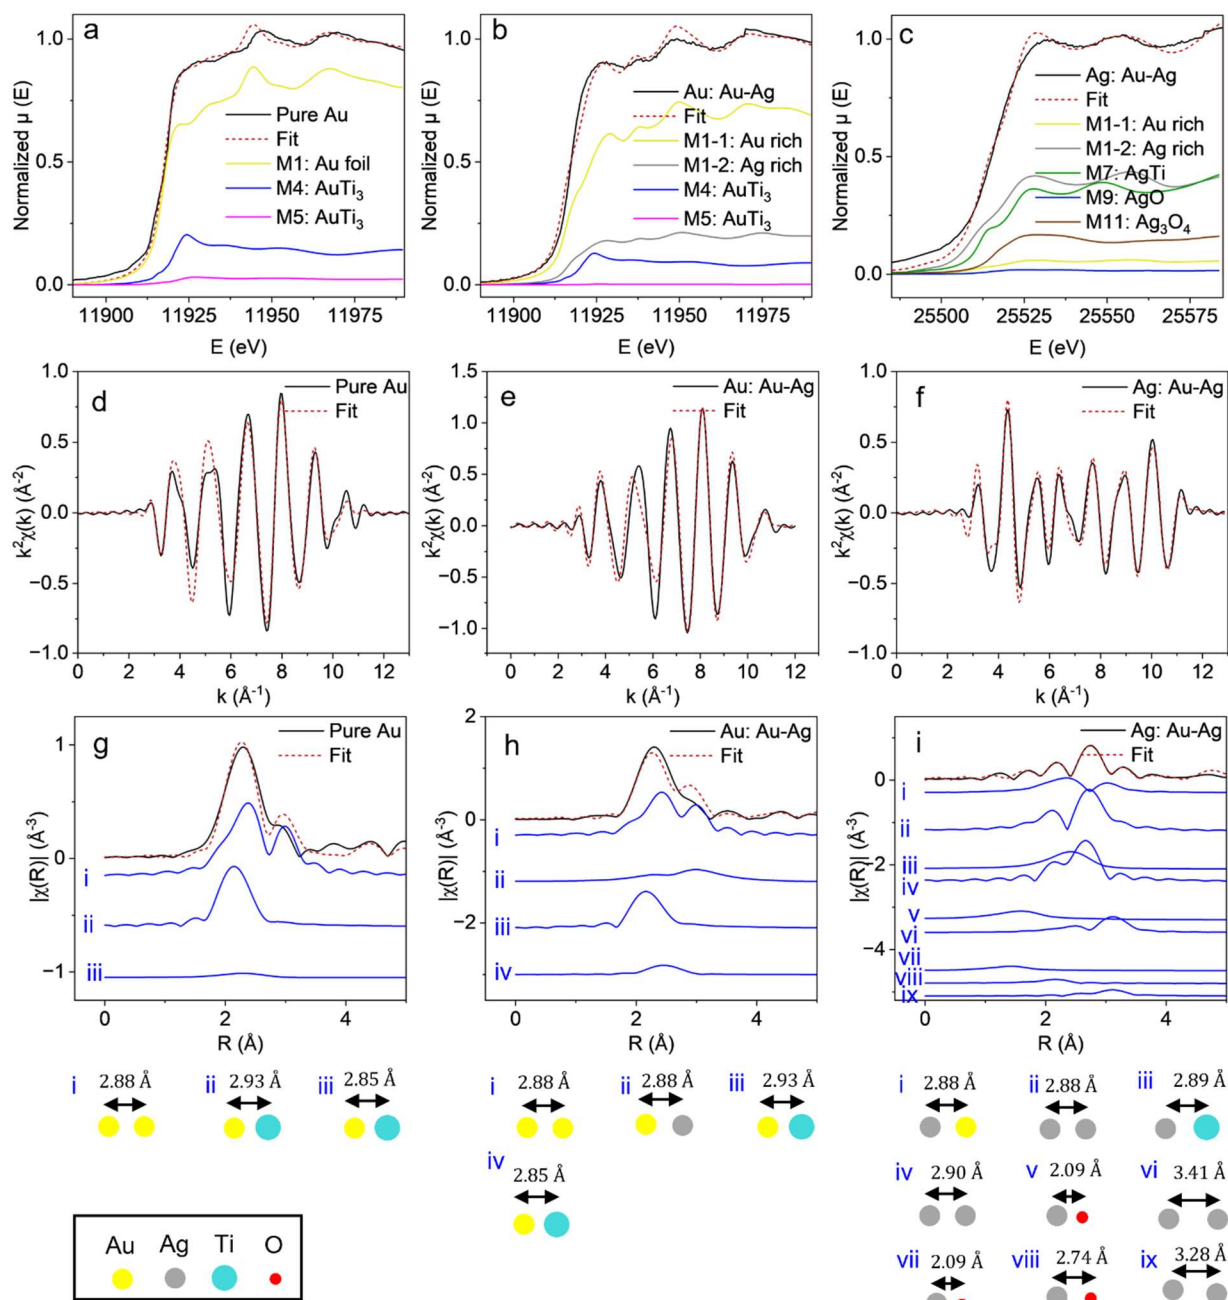 a
Normalized μ (E)
1.0
0.5
0.0
Pure Au
Fit
M1: Au foil
M4: AuTi3
M5: AuTi3
11900 11925 11950 11975
E (eV)
b
Normalized μ (E)
1.0
0.5
0.0
Au: Au-Ag
Fit
M1-1: Au rich
M1-2: Ag rich
M4: AuTi3
M5: AuTi3
11900 11925 11950 11975
E (eV)
c
Normalized μ (E)
1.0
0.5
0.0
Ag: Au-Ag
Fit
M1-1: Au rich
M1-2: Ag rich
M7: AgTi
M9: AgO
M11: Ag3O4
25500 25525 25550 25575
E (eV)
d
k²χ(k) (Å⁻²)
1.0
0.5
0.0
−0.5
−1.0
Pure Au
Fit
0 2 4 6 8 10 12
k (Å⁻¹)
e
k²χ(k) (Å⁻²)
1.5
1.0
0.5
0.0
−0.5
−1.0
Au: Au-Ag
Fit
0 2 4 6 8 10 12
k (Å⁻¹)
f
k²χ(k) (Å⁻²)
1.0
0.5
0.0
−0.5
−1.0
Ag: Au-Ag
Fit
0 2 4 6 8 10 12
k (Å⁻¹)
g
|χ(R)| (Å⁻³)
1
0
−1
Pure Au
Fit
i
ii
iii
0 2 4
R (Å)
h
|χ(R)| (Å⁻³)
2
0
−2
Au: Au-Ag
Fit
i
ii
iii
iv
0 2 4
R (Å)
i
|χ(R)| (Å⁻³)
0
−2
−4
Ag: Au-Ag
Fit
i
ii
iii
iv
v
vi
vii
viii
ix
0 2 4
R (Å)
i 2.88 Å ii 2.93 Å iii 2.85 Å
i 2.88 Å ii 2.88 Å iii 2.93 Å
iv 2.85 Å
i 2.88 Å ii 2.88 Å iii 2.89 Å
iv 2.90 Å v 2.09 Å vi 3.41 Å
vii 2.09 Å viii 2.74 Å ix 3.28 Å
Au Ag Ti O